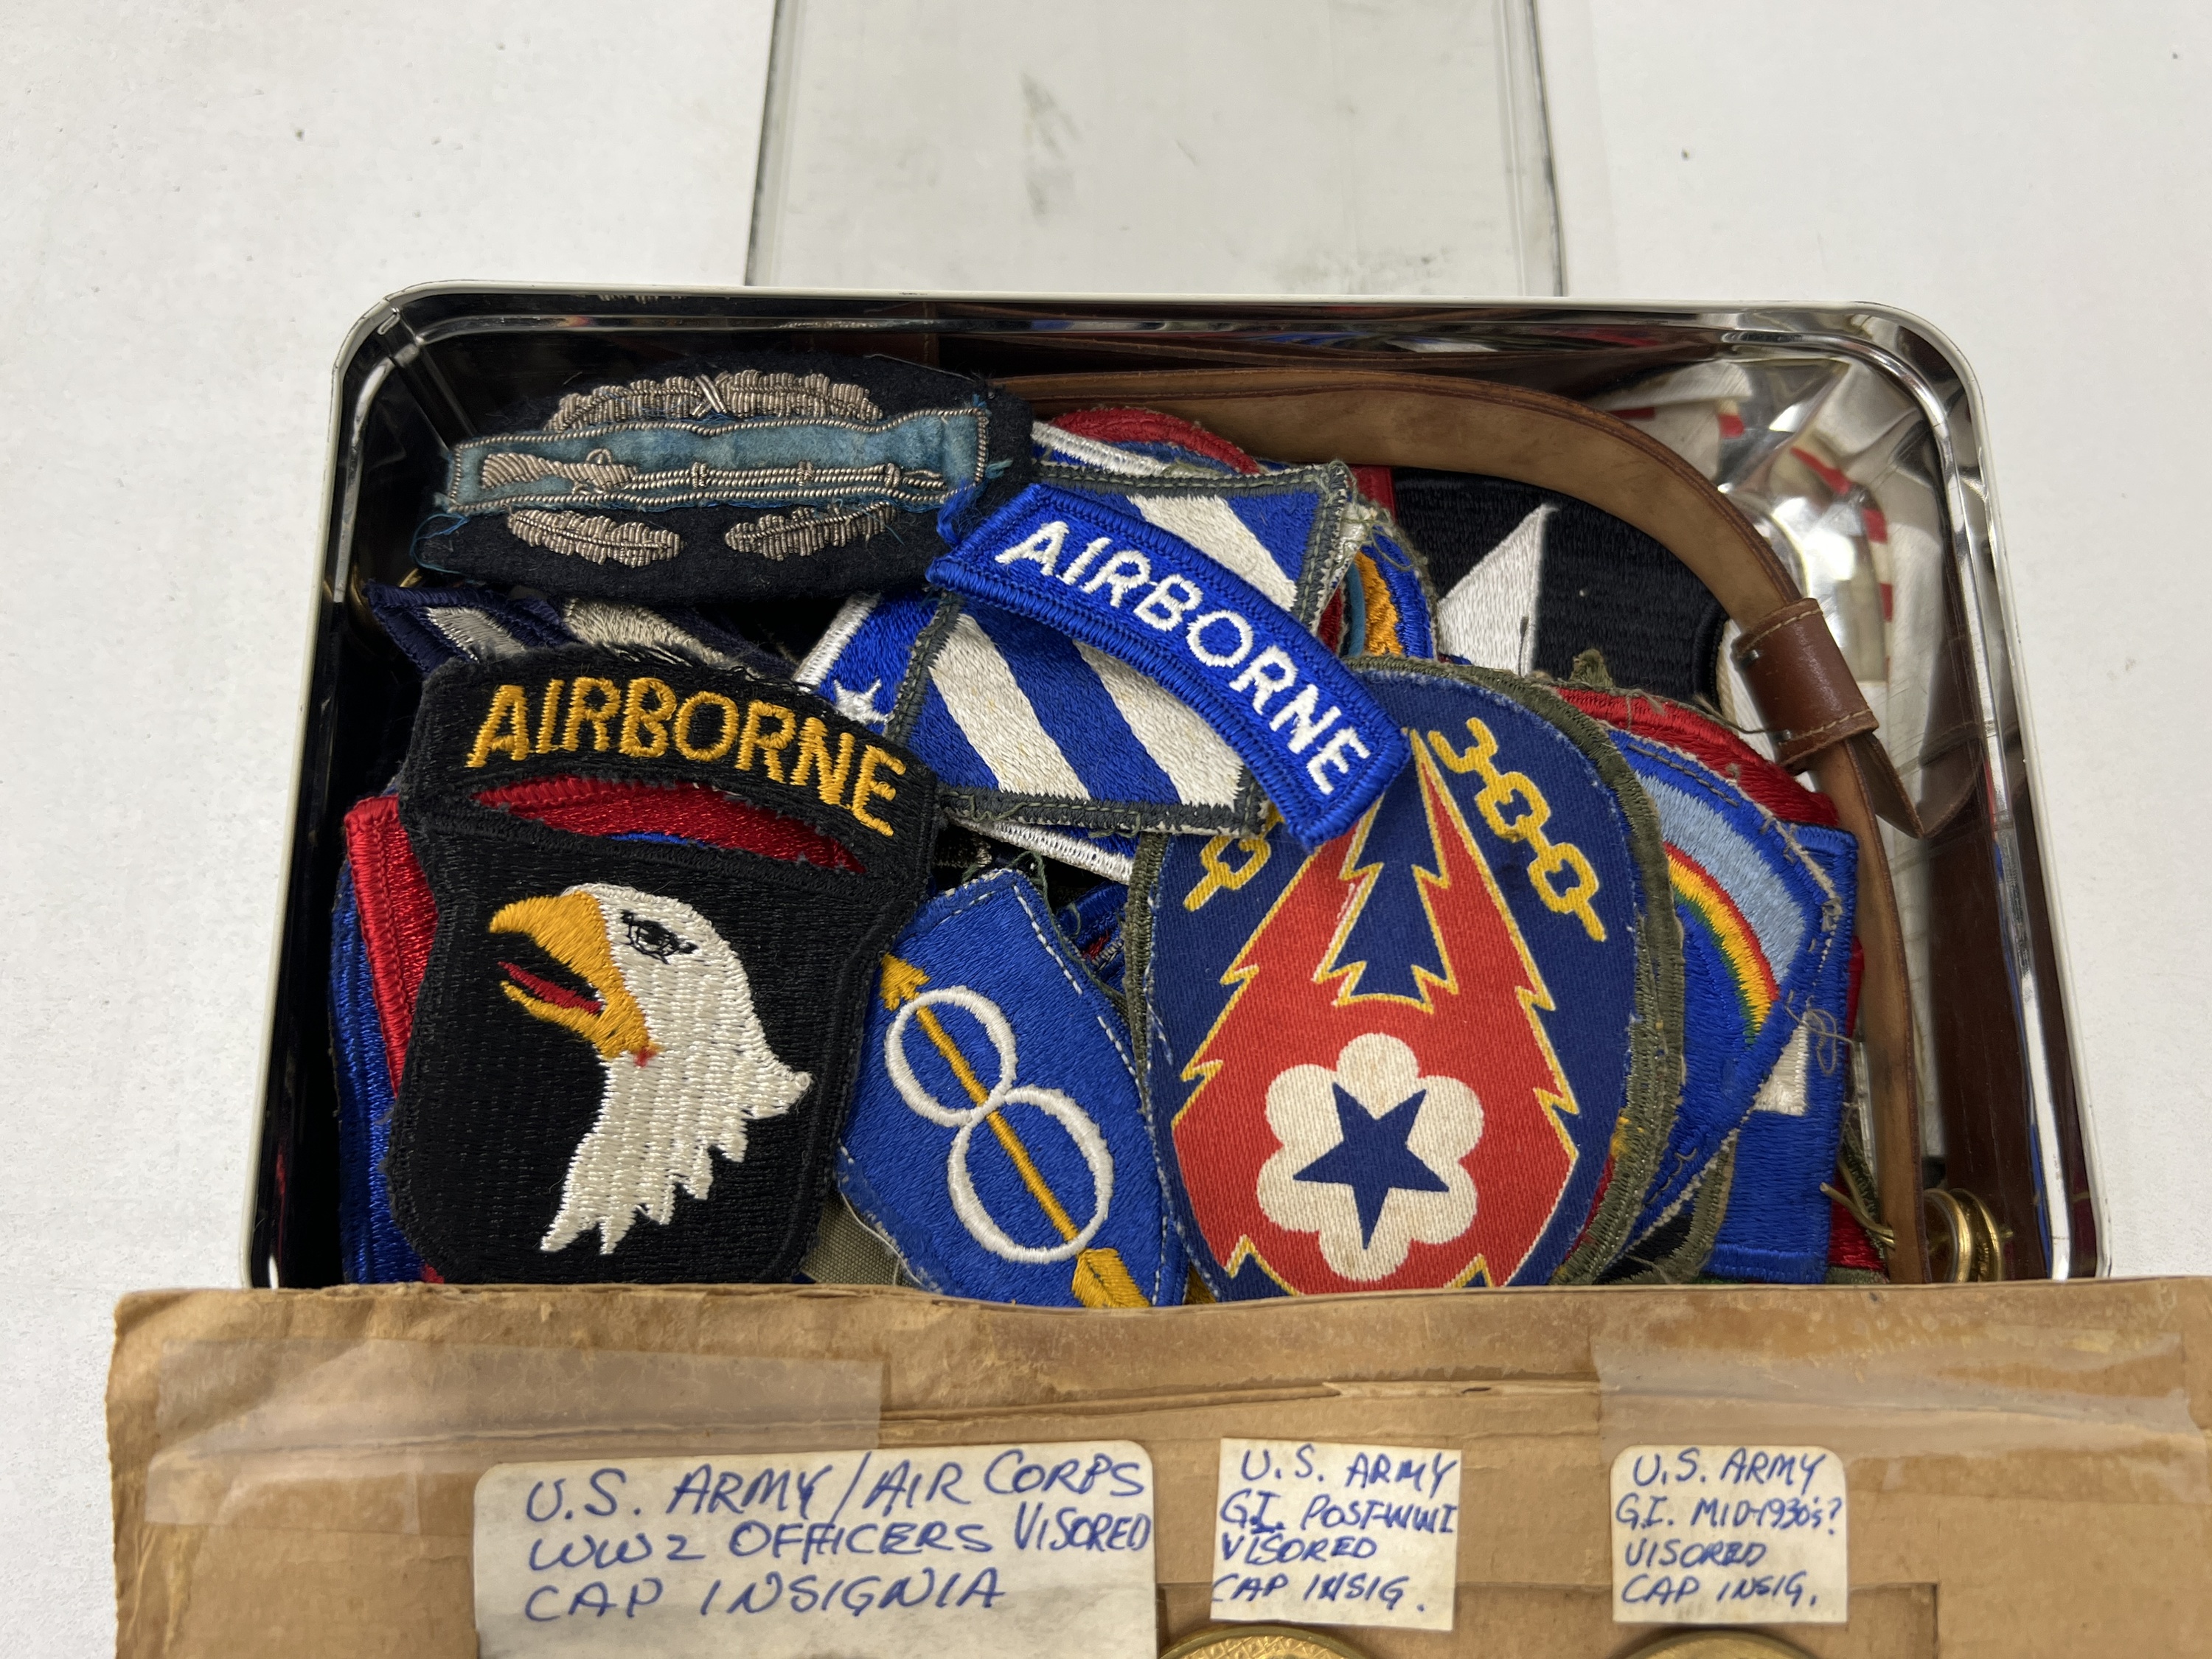 AIRBORNE
AIRBORNE
8
U.S. ARMY/AIR CORPS
WW2 OFFICERS VISORED
CAP INSIGNIA
U.S. ARMY
G.I. POST-WWI
VISORED
CAP INSIG.
U.S. ARMY
G.I. MID-1930's?
VISORED
CAP INSIG.